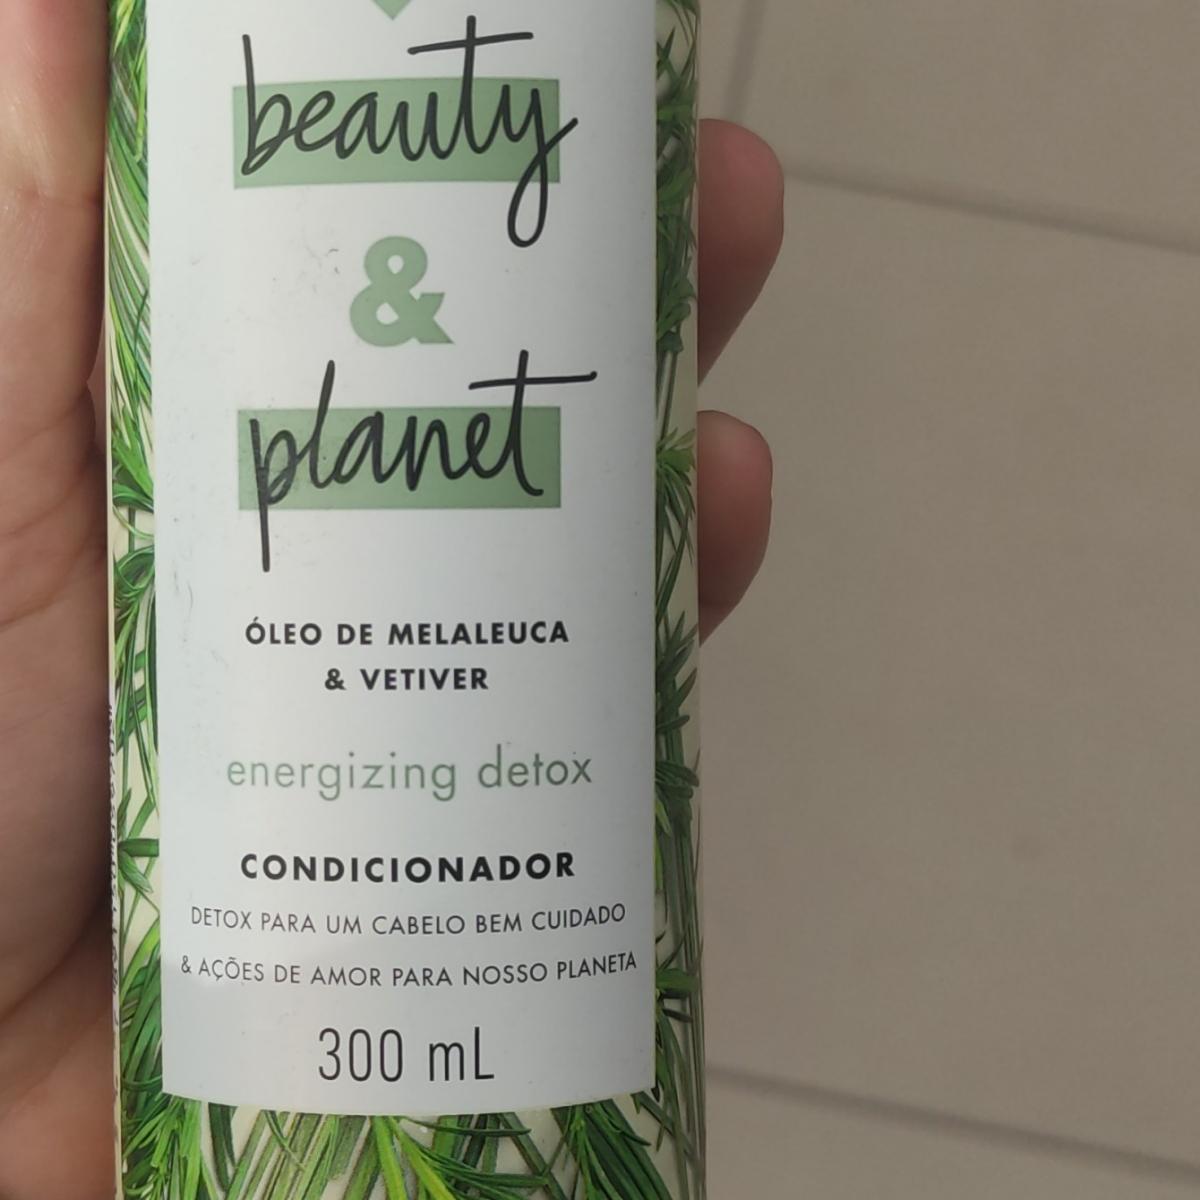 beauty
&
planet
ÓLEO DE MELALEUCA
& VETIVER
energizing detox
CONDICIONADOR
DETOX PARA UM CABELO BEM CUIDADO
& AÇÕES DE AMOR PARA NOSSO PLANETA
300 mL